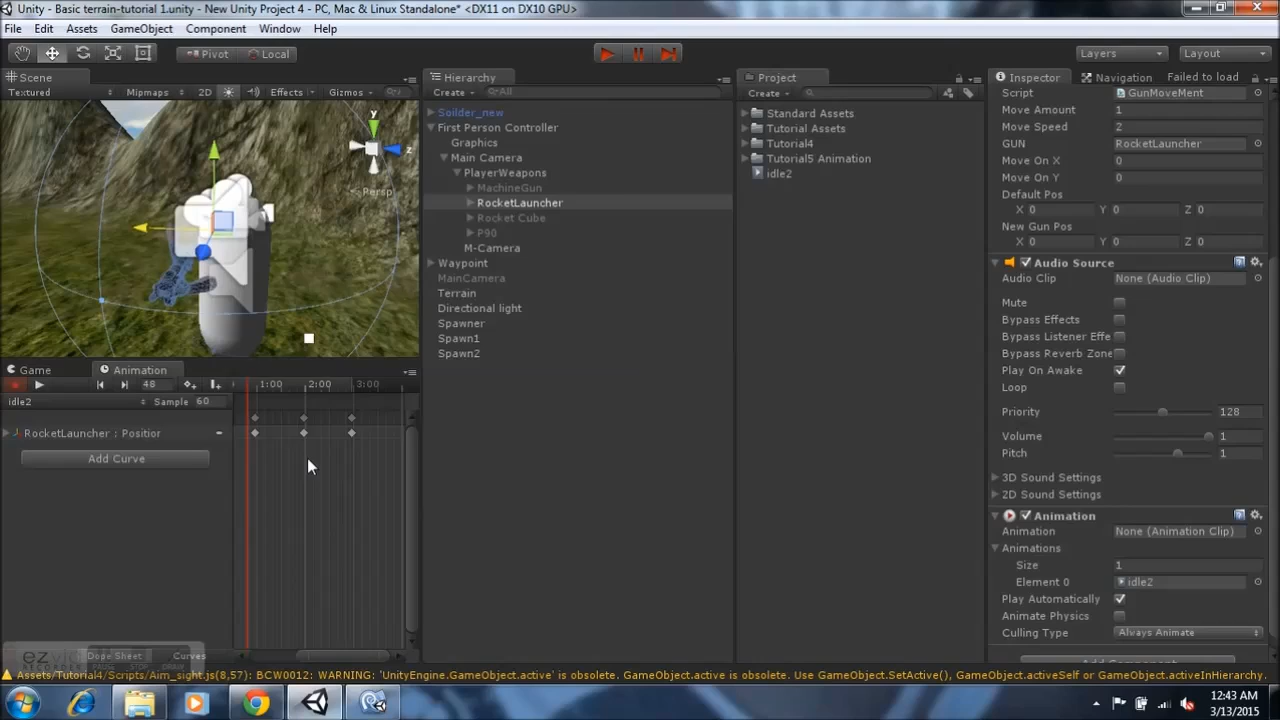 Unity - Basic terrain-tutorial 1.unity - New Unity Project 4 - PC, Mac & Linux Standalone* <DX11 on DX10 GPU>
File Edit Assets GameObject Component Window Help
Pivot Local Layers Layout
Scene
Textured Mipmaps 2D Effects Gizmos All
y
z
Persp
Game Animation
48 1:00 2:00 3:00
idle2 Sample 60
RocketLauncher : Position
Add Curve
Dope Sheet Curves
ezvid
RECORDER PAUSE STOP DRAW
Hierarchy
Create All
Soilder_new
First Person Controller
Graphics
Main Camera
PlayerWeapons
MachineGun
RocketLauncher
Rocket Cube
P90
M-Camera
Waypoint
MainCamera
Terrain
Directional light
Spawner
Spawn1
Spawn2
Project
Create
Standard Assets
Tutorial Assets
Tutorial4
Tutorial5 Animation
idle2
Inspector Navigation Failed to load
Script GunMoveMent
Move Amount 1
Move Speed 2
GUN RocketLauncher
Move On X 0
Move On Y 0
Default Pos
X 0 Y 0 Z 0
New Gun Pos
X 0 Y 0 Z 0
Audio Source
Audio Clip None (Audio Clip)
Mute
Bypass Effects
Bypass Listener Effe
Bypass Reverb Zone
Play On Awake
Loop
Priority 128
Volume 1
Pitch 1
3D Sound Settings
2D Sound Settings
Animation
Animation None (Animation Clip)
Animations
Size 1
Element 0 idle2
Play Automatically
Animate Physics
Culling Type Always Animate
Add Component
Assets/Tutorial4/Scripts/Aim_sight.js(8,57): BCW0012: WARNING: 'UnityEngine.GameObject.active' is obsolete. GameObject.active is obsolete. Use GameObject.SetActive(), GameObject.activeSelf or GameObject.activeInHierarchy.
12:43 AM
3/13/2015